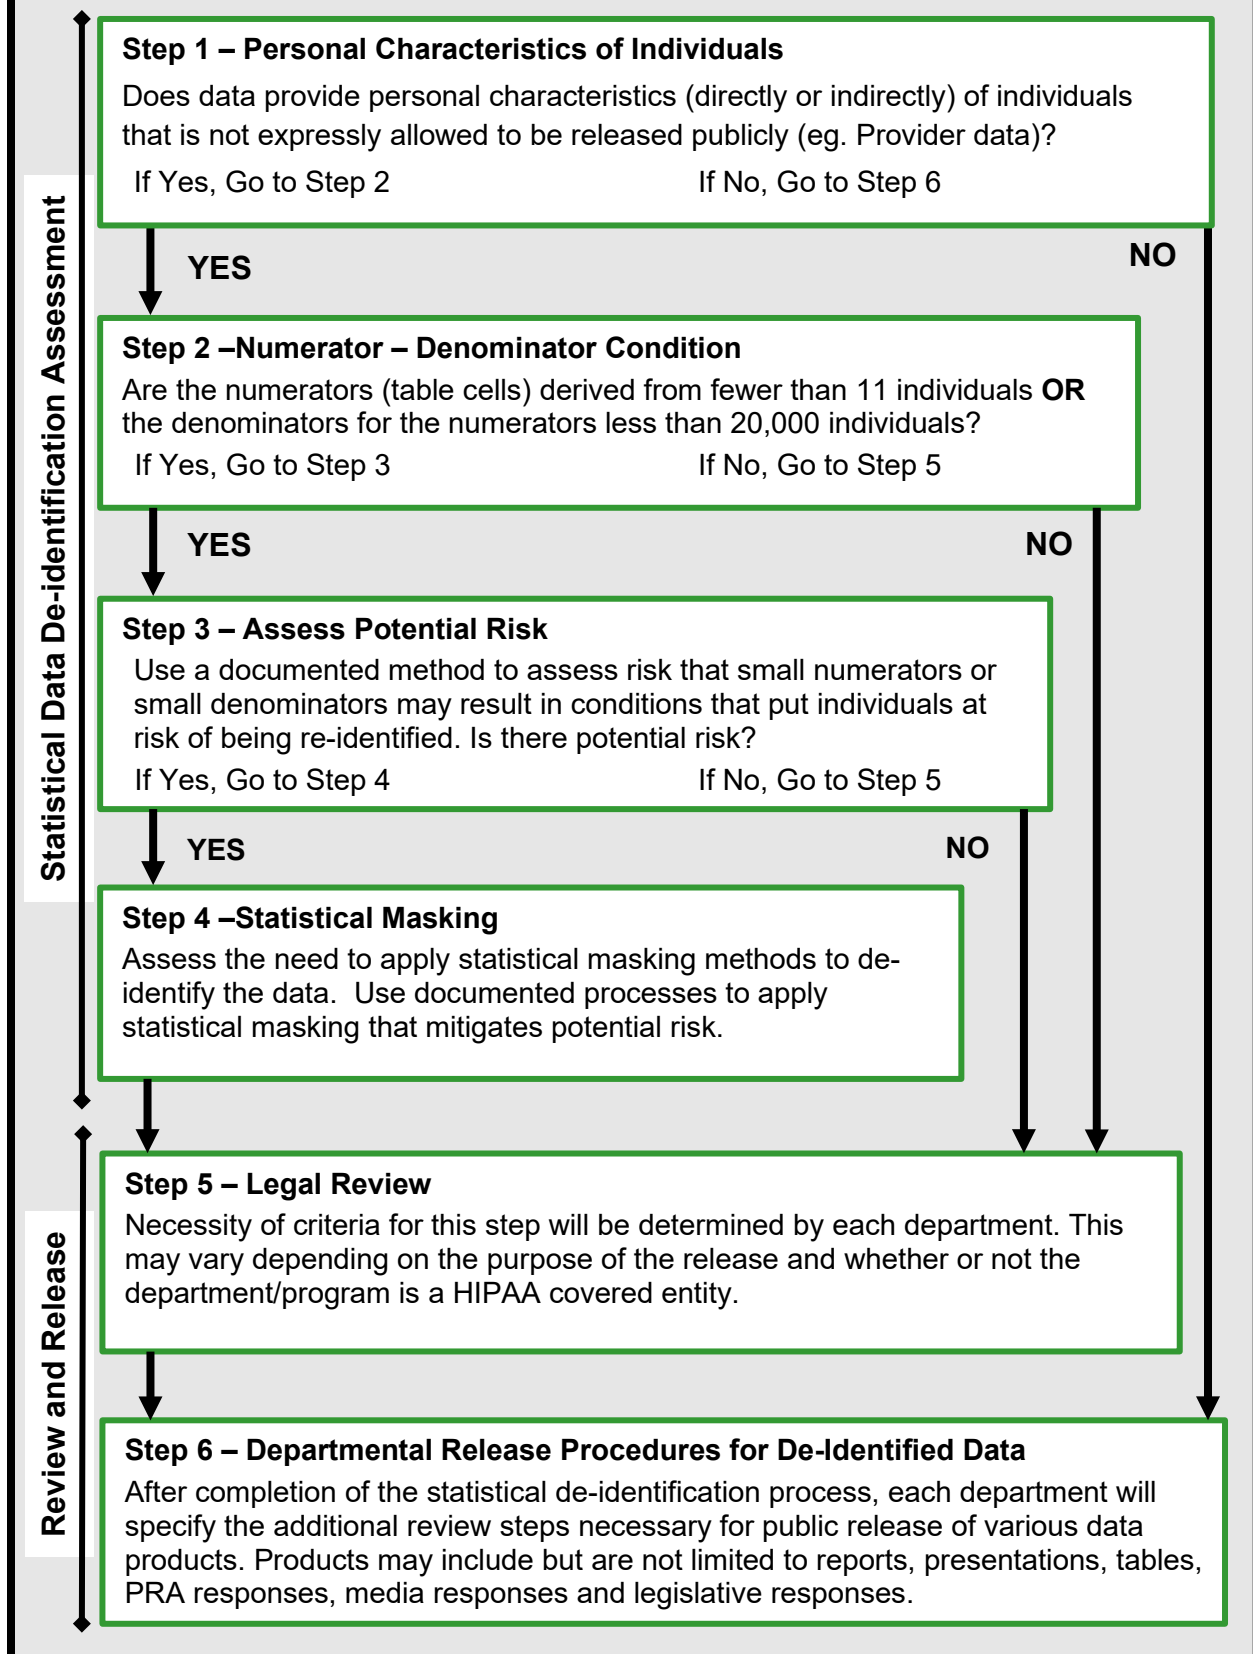 Statistical Data De-identification Assessment
Step 1 – Personal Characteristics of Individuals
Does data provide personal characteristics (directly or indirectly) of individuals
that is not expressly allowed to be released publicly (eg. Provider data)?
If Yes, Go to Step 2 If No, Go to Step 6
YES NO
Step 2 –Numerator – Denominator Condition
Are the numerators (table cells) derived from fewer than 11 individuals OR
the denominators for the numerators less than 20,000 individuals?
If Yes, Go to Step 3 If No, Go to Step 5
YES NO
Step 3 – Assess Potential Risk
Use a documented method to assess risk that small numerators or
small denominators may result in conditions that put individuals at
risk of being re-identified. Is there potential risk?
If Yes, Go to Step 4 If No, Go to Step 5
YES NO
Step 4 –Statistical Masking
Assess the need to apply statistical masking methods to de-
identify the data.  Use documented processes to apply
statistical masking that mitigates potential risk.
Review and Release
Step 5 – Legal Review
Necessity of criteria for this step will be determined by each department. This
may vary depending on the purpose of the release and whether or not the
department/program is a HIPAA covered entity.
Step 6 – Departmental Release Procedures for De-Identified Data
After completion of the statistical de-identification process, each department will
specify the additional review steps necessary for public release of various data
products. Products may include but are not limited to reports, presentations, tables,
PRA responses, media responses and legislative responses.